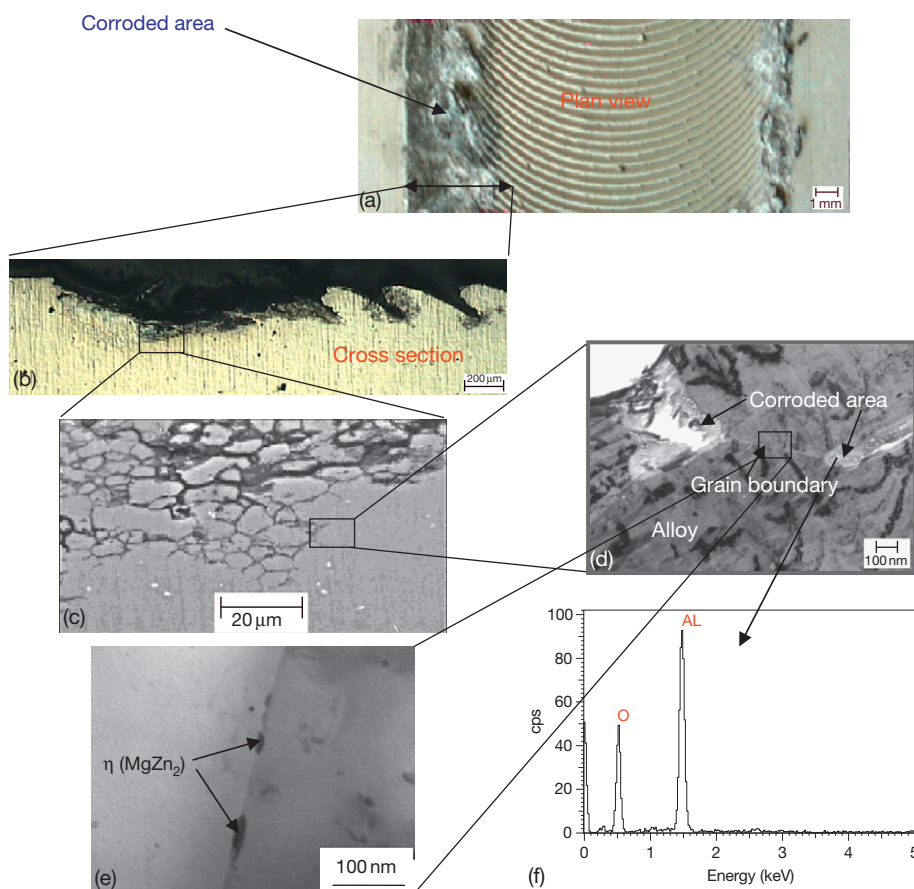 Corroded area
Plan view
(a)
1 mm
Cross section
(b)
200 µm
Corroded area
Grain boundary
Alloy
(d)
100 nm
(c)
20 µm
100
80
60
40
20
0
cps
AL
O
0
1
2
3
4
5
Energy (keV)
(f)
η (MgZn₂)
(e)
100 nm